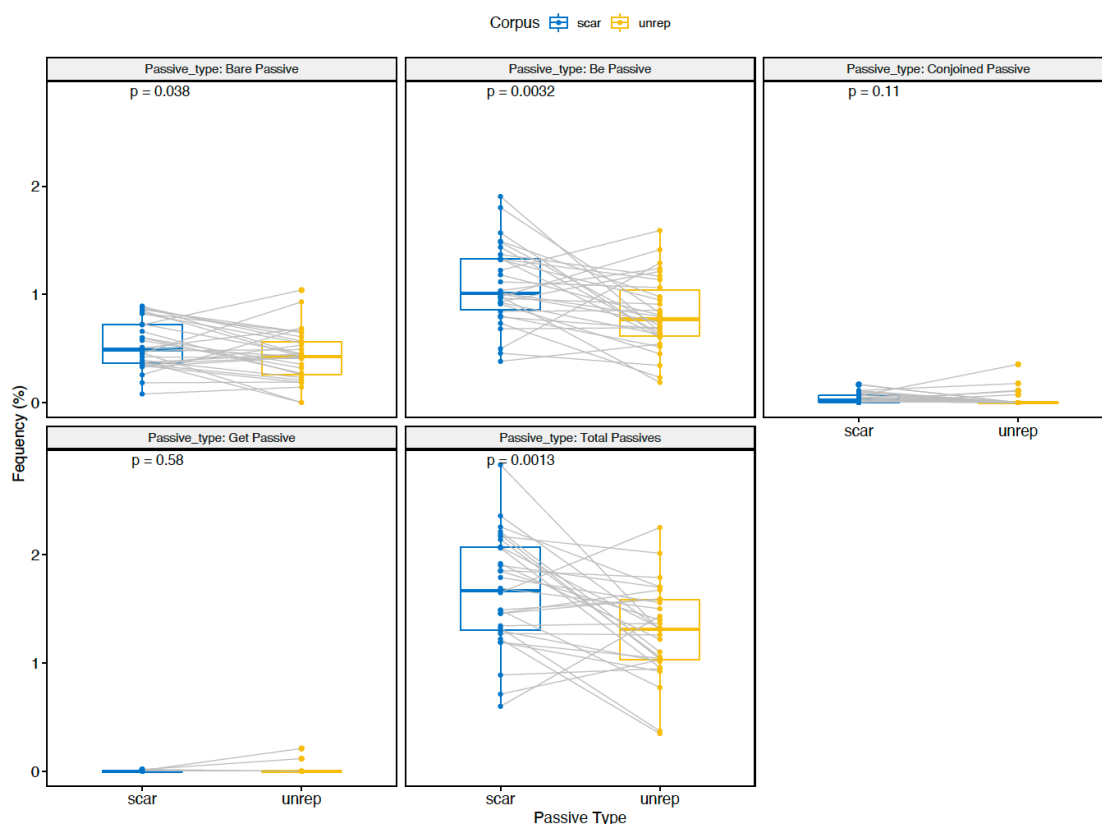 Corpus scar unrep
Passive_type: Bare Passive
Passive_type: Be Passive
Passive_type: Conjoined Passive
p = 0.038
p = 0.0032
p = 0.11
2
1
0
scar
unrep
Passive_type: Get Passive
Passive_type: Total Passives
p = 0.58
p = 0.0013
2
1
0
scar
unrep
scar
unrep
Fequency (%)
Passive Type